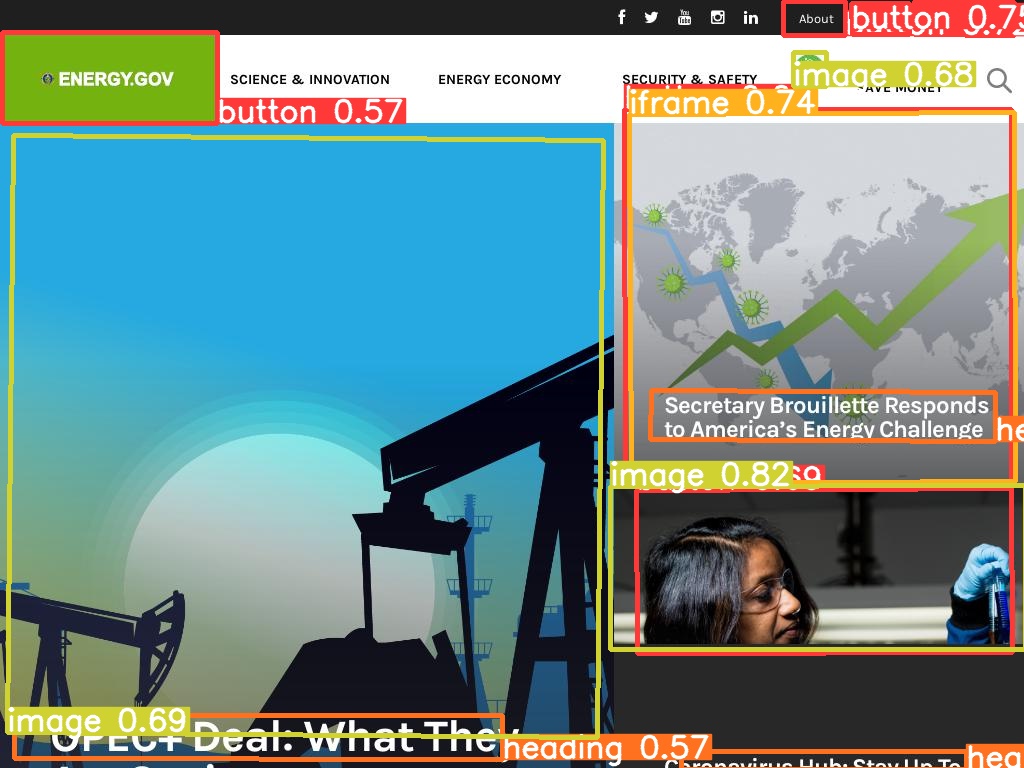 About
button 0.75
ENERGY.GOV
SCIENCE & INNOVATION
ENERGY ECONOMY
SECURITY & SAFETY
image 0.68
SAVE MONEY
button 0.57
iframe 0.74
Secretary Brouillette Responds
to America's Energy Challenge
image 0.82
image 0.69
OPEC+ Deal: What They
heading 0.57
Coronavirus Hub: Stay Up To